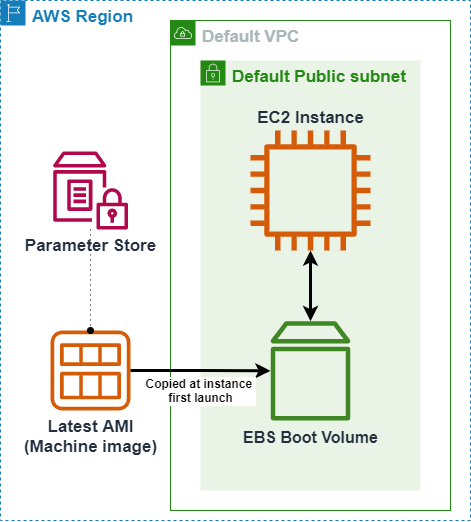 AWS Region
Default VPC
Default Public subnet
EC2 Instance
Parameter Store
Copied at instance
first launch
Latest AMI
(Machine image)
EBS Boot Volume